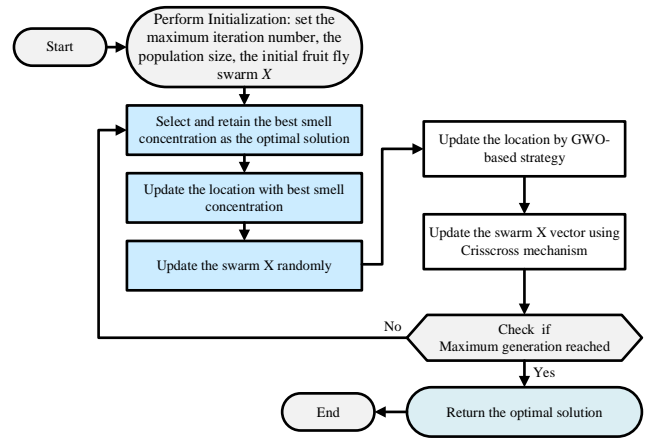 Start
Perform Initialization: set the
maximum iteration number, the
population size, the initial fruit fly
swarm X
Select and retain the best smell
concentration as the optimal solution
Update the location with best smell
concentration
Update the swarm X randomly
Update the location by GWO-
based strategy
Update the swarm X vector using
Crisscross mechanism
Check if
Maximum generation reached
No
Yes
Return the optimal solution
End